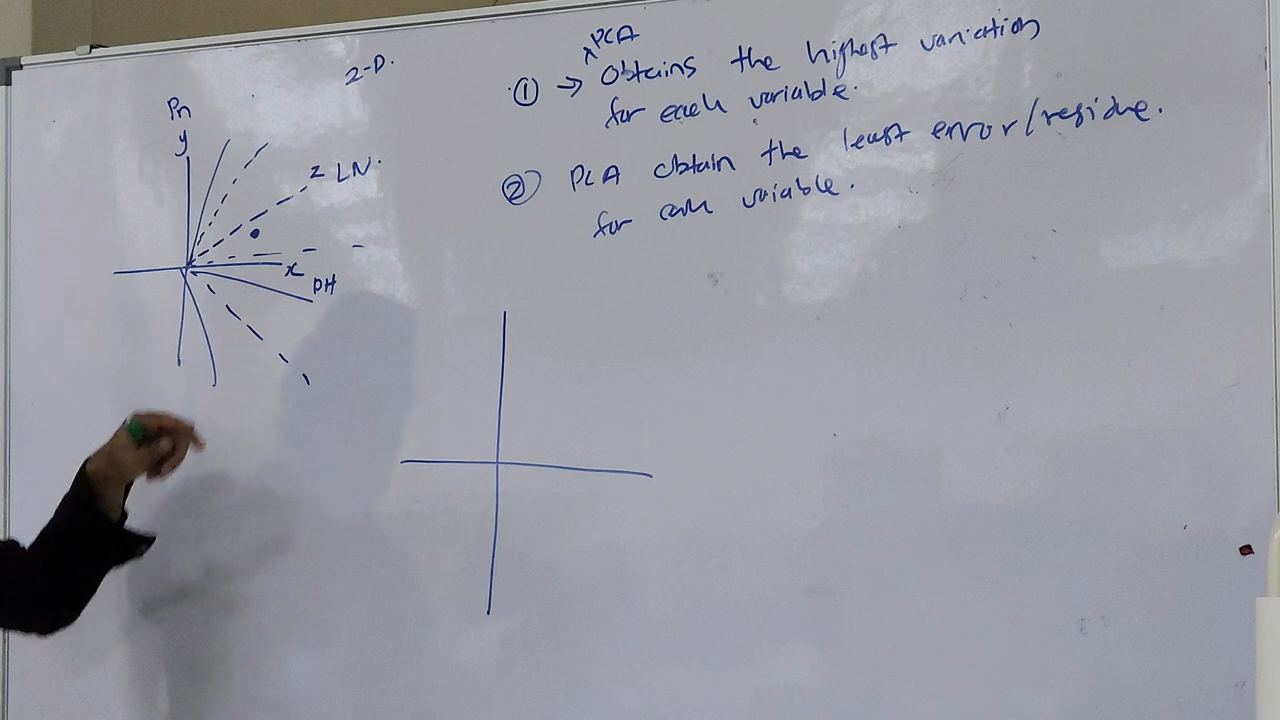 2-D.
Pn
y
z LN.
x
PH
① → PCA Obtains the highest variation
for each variable.
② PCA obtain the least error/residue.
for each variable.